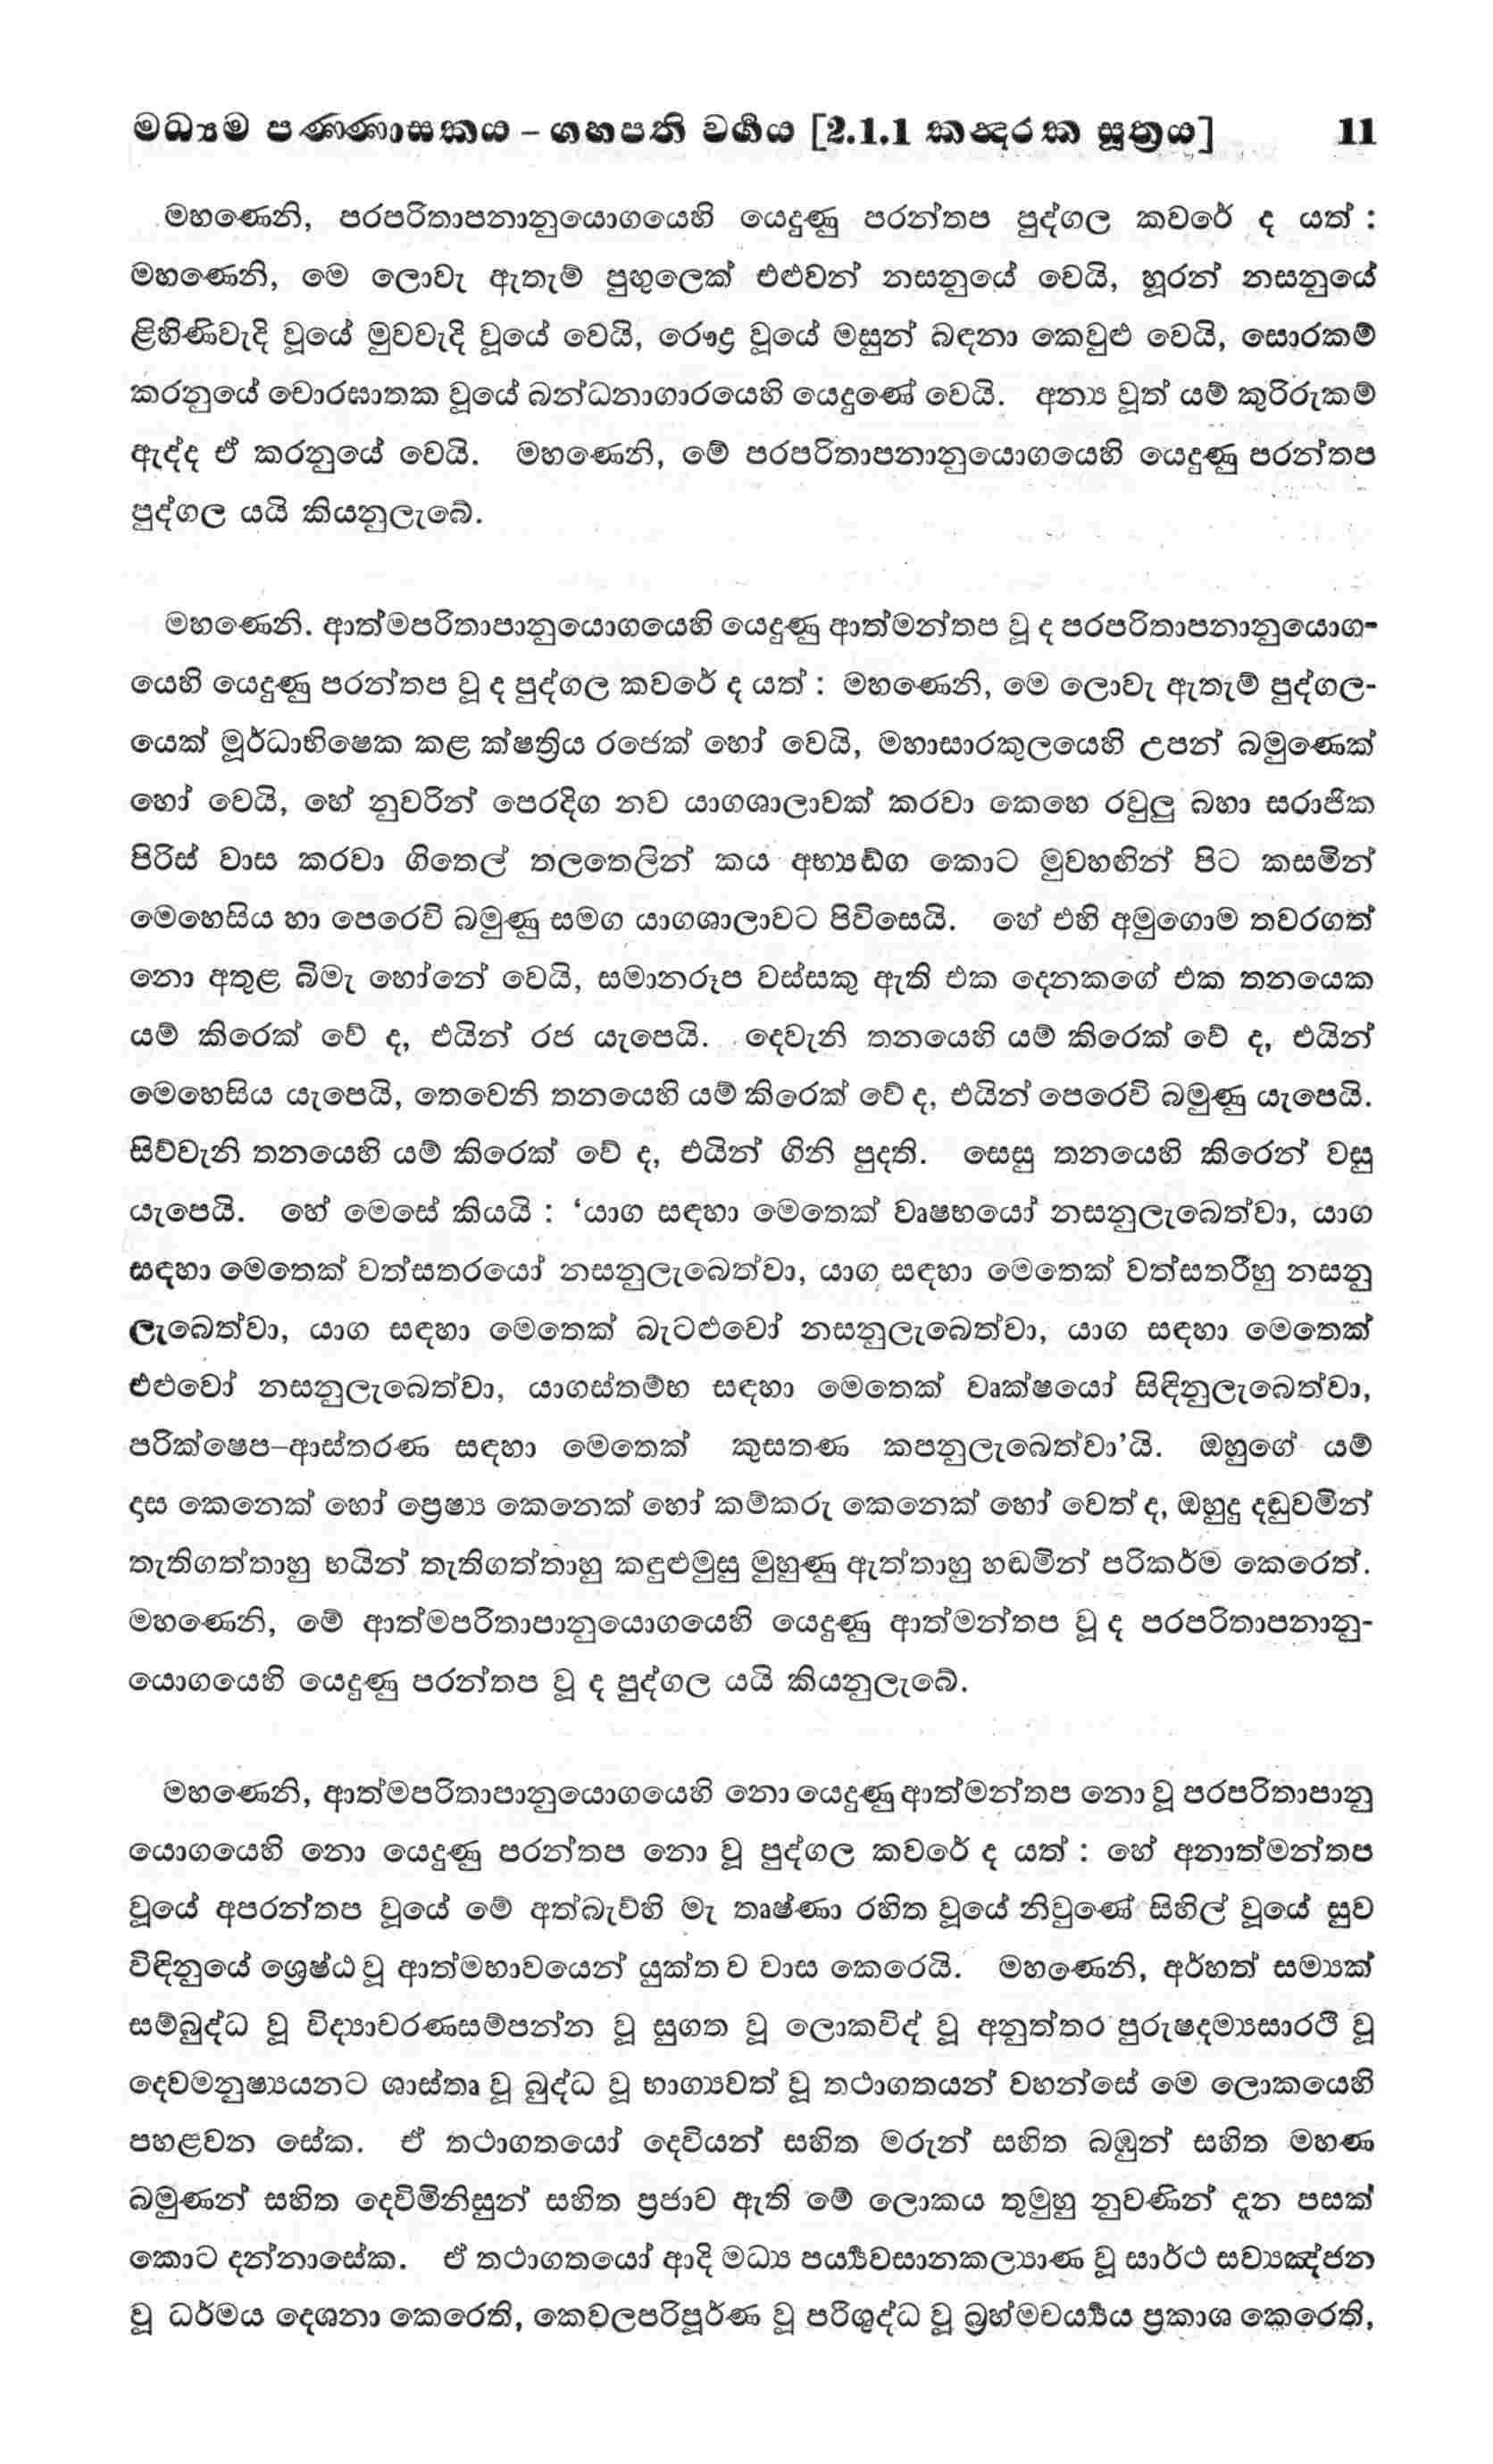 මධ්‍යම පණ්ණාසකය – ගහපති වර්‍ගය [2.1.1 කන්‍දරක සූත්‍රය] 11
මහණෙනි, පරපරිතාපනානුයොගයෙහි යෙදුණු පරන්තප පුද්ගල කවරේ ද යත් :
මහණෙනි, මෙ ලොවැ ඇතැම් පුහුලෙක් එළුවන් නසනුයේ වෙයි, හූරන් නසනුයේ
ළිහිණිවැදි වූයේ මුවවැදි වූයේ වෙයි, රෞද්‍ර වූයේ මසුන් බඳනා කෙවුළු වෙයි, සොරකම්
කරනුයේ චොරඝාතක වූයේ බන්ධනාගාරයෙහි යෙදුණේ වෙයි. අන්‍ය වූත් යම් කුරිරුකම්
ඇද්ද ඒ කරනුයේ වෙයි. මහණෙනි, මේ පරපරිතාපනානුයොගයෙහි යෙදුණු පරන්තප
පුද්ගල යයි කියනුලැබේ.
මහණෙනි. ආත්මපරිතාපානුයොගයෙහි යෙදුණු ආත්මන්තප වූ ද පරපරිතාපනානුයොග-
යෙහි යෙදුණු පරන්තප වූ ද පුද්ගල කවරේ ද යත් : මහණෙනි, මෙ ලොවැ ඇතැම් පුද්ගල-
යෙක් මූර්ධාභිෂෙක කළ ක්ෂත්‍රිය රජෙක් හෝ වෙයි, මහාසාරකුලයෙහි උපන් බමුණෙක්
හෝ වෙයි, හේ නුවරින් පෙරදිග නව යාගශාලාවක් කරවා කෙහෙ රවුලු බහා සරාජික
පිරිස් වාස කරවා ගිතෙල් තලතෙලින් කය අභ්‍යඞ්ග කොට මුවහඟින් පිට කසමින්
මෙහෙසිය හා පෙරෙවි බමුණු සමග යාගශාලාවට පිවිසෙයි. හේ එහි අමුගොම තවරගත්
නො අතුළ බිමැ හෝනේ වෙයි, සමානරූප වස්සකු ඇති එක දෙනකගේ එක තනයෙක
යම් කිරෙක් වේ ද, එයින් රජ යැපෙයි. දෙවැනි තනයෙහි යම් කිරෙක් වේ ද, එයින්
මෙහෙසිය යැපෙයි, තෙවෙනි තනයෙහි යම් කිරෙක් වේ ද, එයින් පෙරෙවි බමුණු යැපෙයි.
සිව්වැනි තනයෙහි යම් කිරෙක් වේ ද, එයින් ගිනි පුදති. සෙසු තනයෙහි කිරෙන් වසු
යැපෙයි. හේ මෙසේ කියයි : ‘යාග සඳහා මෙතෙක් වෘෂභයෝ නසනුලැබෙත්වා, යාග
සඳහා මෙතෙක් වත්සතරයෝ නසනුලැබෙත්වා, යාග සඳහා මෙතෙක් වත්සතරීහු නසනු
ලැබෙත්වා, යාග සඳහා මෙතෙක් බැටළුවෝ නසනුලැබෙත්වා, යාග සඳහා මෙතෙක්
එළුවෝ නසනුලැබෙත්වා, යාගස්තම්භ සඳහා මෙතෙක් වෘක්ෂයෝ සිඳිනුලැබෙත්වා,
පරික්ෂෙප–ආස්තරණ සඳහා මෙතෙක් කුසතණ කපනුලැබෙත්වා’යි. ඔහුගේ යම්
දාස කෙනෙක් හෝ ප්‍රෙෂ්‍ය කෙනෙක් හෝ කම්කරු කෙනෙක් හෝ වෙත් ද, ඔහුදු දඬුවමින්
තැතිගත්තාහු භයින් තැතිගත්තාහු කඳුළුමුසු මුහුණු ඇත්තාහු හඬමින් පරිකර්ම කෙරෙත්.
මහණෙනි, මේ ආත්මපරිතාපානුයොගයෙහි යෙදුණු ආත්මන්තප වූ ද පරපරිතාපනානු-
යොගයෙහි යෙදුණු පරන්තප වූ ද පුද්ගල යයි කියනුලැබේ.
මහණෙනි, ආත්මපරිතාපානුයොගයෙහි නො යෙදුණු ආත්මන්තප නො වූ පරපරිතාපානු
යොගයෙහි නො යෙදුණු පරන්තප නො වූ පුද්ගල කවරේ ද යත් : හේ අනාත්මන්තප
වූයේ අපරන්තප වූයේ මේ අත්බැව්හි මැ තෘෂ්ණා රහිත වූයේ නිවුණේ සිහිල් වූයේ සුව
විඳිනුයේ ශ්‍රෙෂ්ඨ වූ ආත්මභාවයෙන් යුක්ත ව වාස කෙරෙයි. මහණෙනි, අර්හත් සම්‍යක්
සම්බුද්ධ වූ විද්‍යාචරණසම්පන්න වූ සුගත වූ ලොකවිද් වූ අනුත්තර පුරුෂදම්‍යසාරථී වූ
දෙවමනුෂ්‍යයනට ශාස්තෘ වූ බුද්ධ වූ භාග්‍යවත් වූ තථාගතයන් වහන්සේ මෙ ලොකයෙහි
පහළවන සේක. ඒ තථාගතයෝ දෙවියන් සහිත මරුන් සහිත බඹුන් සහිත මහණ
බමුණන් සහිත දෙවිමිනිසුන් සහිත ප්‍රජාව ඇති මේ ලොකය තුමුහු නුවණින් දැන පසක්
කොට දන්නාසේක. ඒ තථාගතයෝ ආදි මධ්‍ය පර්‍ය්‍යවසානකල්‍යාණ වූ සාර්ථ සව්‍යඤ්ජන
වූ ධර්මය දෙශනා කෙරෙති, කෙවලපරිපූර්ණ වූ පරිශුද්ධ වූ බ්‍රහ්මචර්‍ය්‍යය ප්‍රකාශ කෙරෙති,